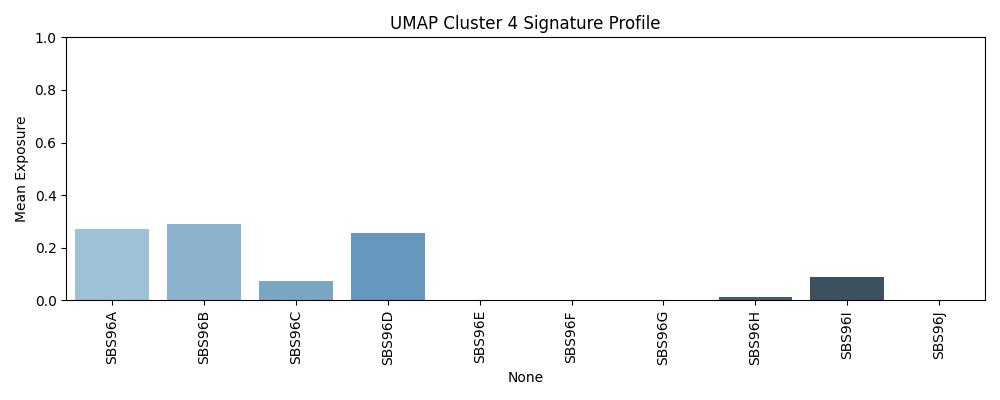 UMAP Cluster 4 Signature Profile
1.0
0.8
0.6
0.4
0.2
0.0
Mean Exposure
SBS96A
SBS96B
SBS96C
SBS96D
SBS96E
SBS96F
SBS96G
SBS96H
SBS96I
SBS96J
None